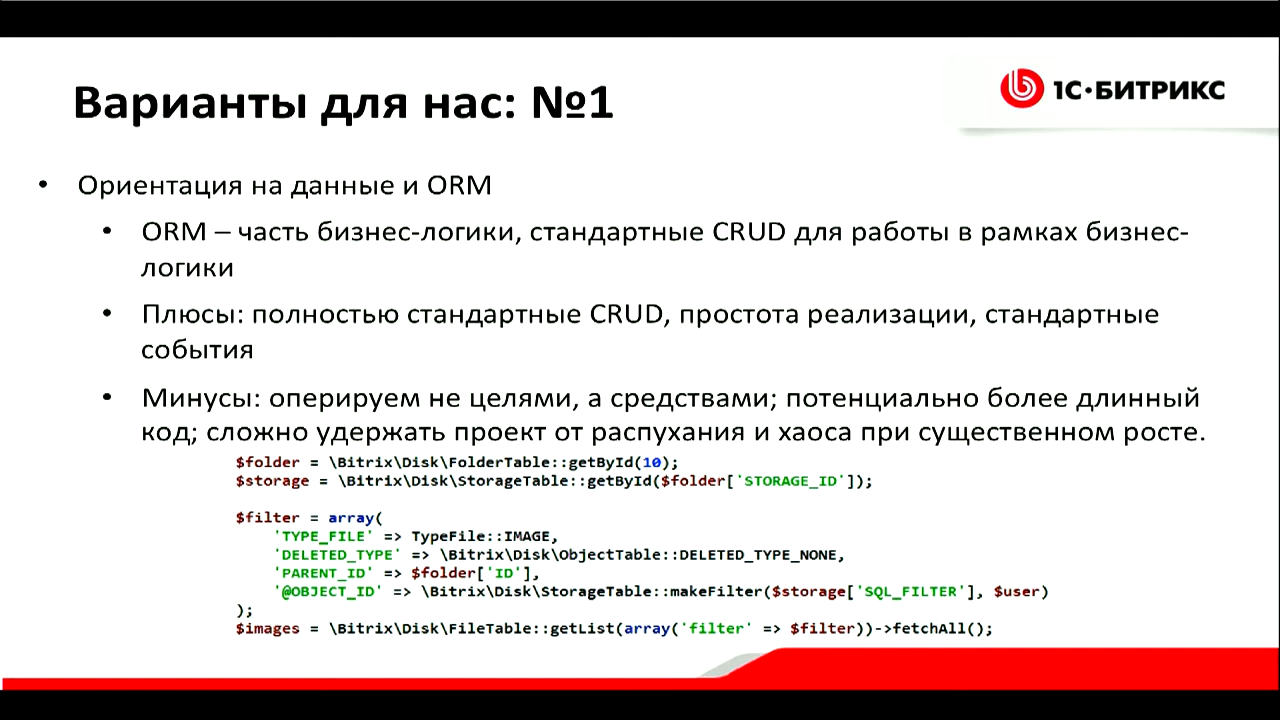 Варианты для нас: №1
1С·БИТРИКС
• Ориентация на данные и ORM
• ORM – часть бизнес-логики, стандартные CRUD для работы в рамках бизнес-
логики
• Плюсы: полностью стандартные CRUD, простота реализации, стандартные
события
• Минусы: оперируем не целями, а средствами; потенциально более длинный
код; сложно удержать проект от распухания и хаоса при существенном росте.
$folder = \Bitrix\Disk\FolderTable::getById(10);
$storage = \Bitrix\Disk\StorageTable::getById($folder['STORAGE_ID']);
$filter = array(
'TYPE_FILE' => TypeFile::IMAGE,
'DELETED_TYPE' => \Bitrix\Disk\ObjectTable::DELETED_TYPE_NONE,
'PARENT_ID' => $folder['ID'],
'@OBJECT_ID' => \Bitrix\Disk\StorageTable::makeFilter($storage['SQL_FILTER'], $user)
);
$images = \Bitrix\Disk\FileTable::getList(array('filter' => $filter))->fetchAll();